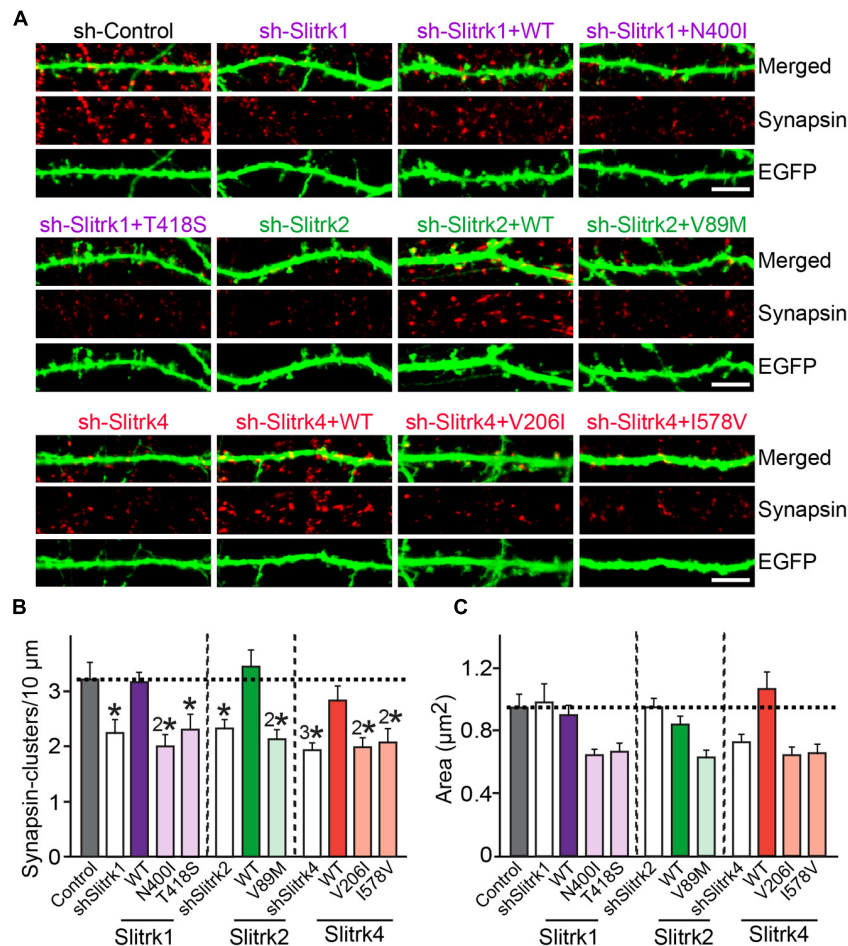 A
sh-Control sh-Slitrk1 sh-Slitrk1+WT sh-Slitrk1+N400I
Merged
Synapsin
EGFP
sh-Slitrk1+T418S sh-Slitrk2 sh-Slitrk2+WT sh-Slitrk2+V89M
Merged
Synapsin
EGFP
sh-Slitrk4 sh-Slitrk4+WT sh-Slitrk4+V206I sh-Slitrk4+I578V
Merged
Synapsin
EGFP
B
Synapsin-clusters/10 µm
3
2
1
0
* 2* * * 2* 3* 2* 2*
Control shSlitrk1 WT N400I T418S shSlitrk2 WT V89M shSlitrk4 WT V206I I578V
Slitrk1 Slitrk2 Slitrk4
C
Area (µm²)
1.2
0.8
0.4
0
Control shSlitrk1 WT N400I T418S shSlitrk2 WT V89M shSlitrk4 WT V206I I578V
Slitrk1 Slitrk2 Slitrk4